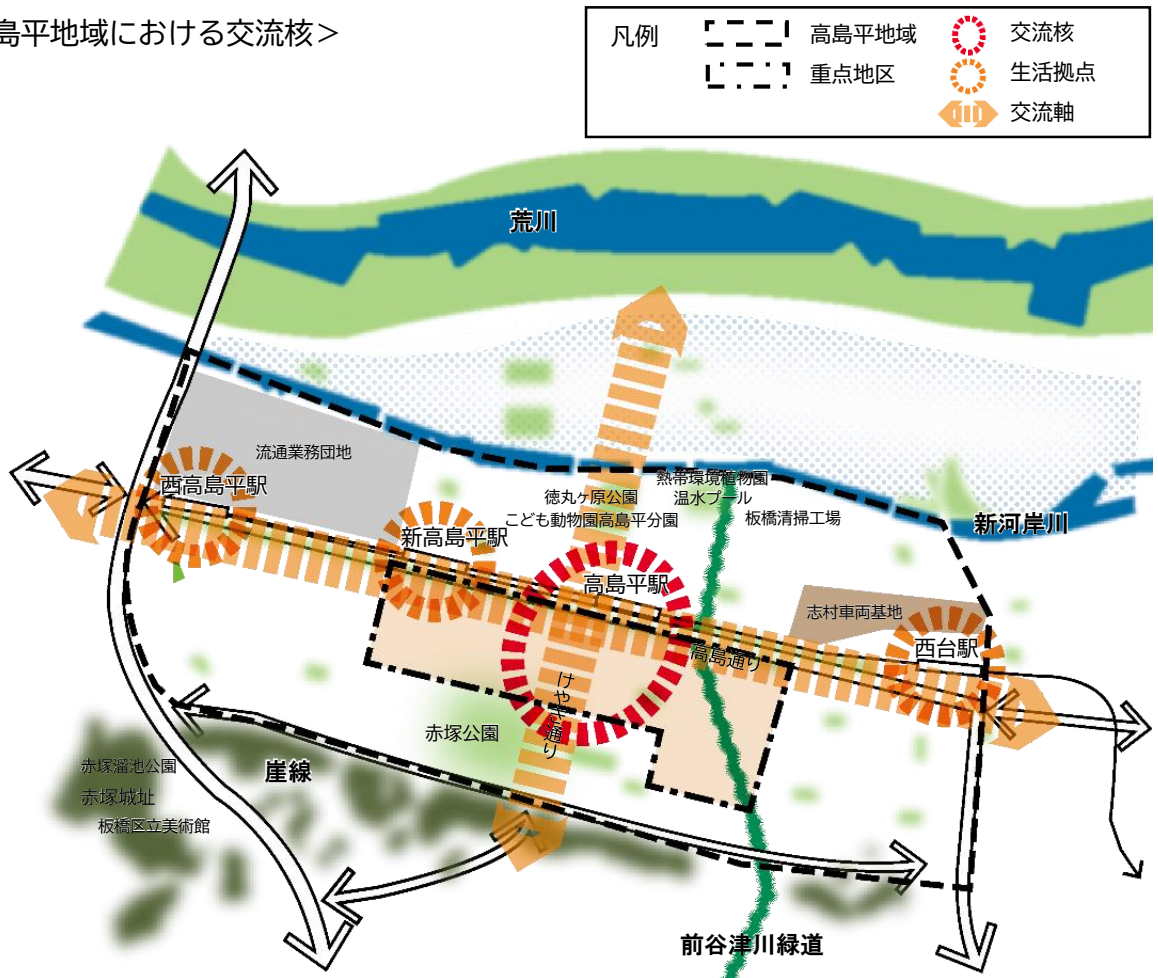 島平地域における交流核>
凡例
高島平地域
交流核
重点地区
生活拠点
交流軸
荒川
流通業務団地
西高島平駅
熱帯環境植物園
温水プール
徳丸ヶ原公園
こども動物園高島平分園
板橋清掃工場
新河岸川
新高島平駅
高島平駅
志村車両基地
西台駅
高島通り
けやき通り
赤塚公園
赤塚溜池公園
赤塚城址
板橋区立美術館
崖線
前谷津川緑道